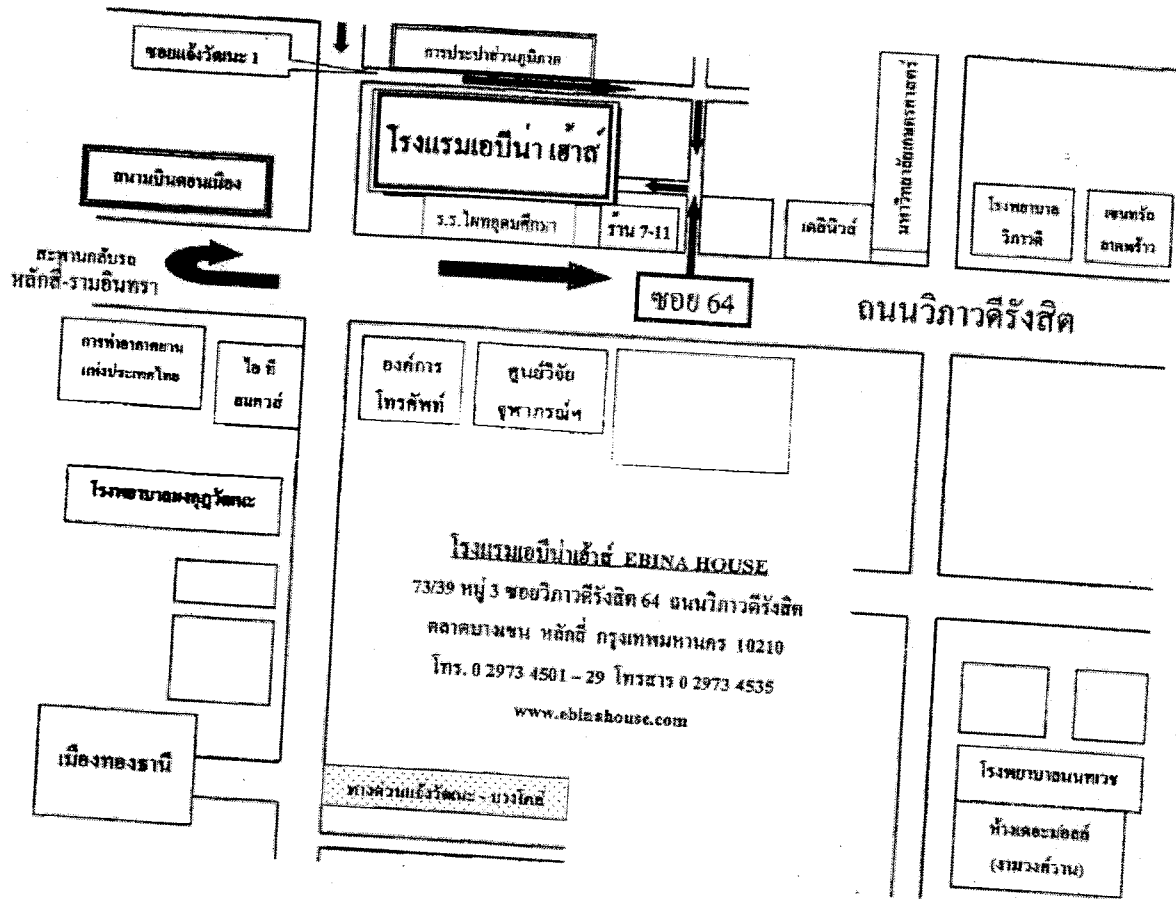 ซอยแจ้งวัฒนะ 1
การประปาส่วนภูมิภาค
โรงแรมเอบีน่า เฮ้าส์
สนามบินดอนเมือง
ร.ร.ไผทอุดมศึกษา
ร้าน 7-11
เดลินิวส์
มหาวิทยาลัยเกษตรศาสตร์
โรงพยาบาล
วิภาวดี
เซนทรัล
ลาดพร้าว
สะพานกลับรถ
หลักสี่-รามอินทรา
ซอย 64
ถนนวิภาวดีรังสิต
การท่าอากาศยาน
แห่งประเทศไทย
ไอ ที
สแควส์
องค์การ
โทรศัพท์
ศูนย์วิจัย
จุฬาภรณ์ฯ
โรงพยาบาลมงกุฎวัฒนะ
โรงแรมเอบีน่าเฮ้าส์ EBINA HOUSE
73/39 หมู่ 3 ซอยวิภาวดีรังสิต 64 ถนนวิภาวดีรังสิต
ตลาดบางเขน หลักสี่ กรุงเทพมหานคร 10210
โทร. 0 2973 4501 – 29 โทรสาร 0 2973 4535
www.ebinahouse.com
เมืองทองธานี
ทางด่วนแจ้งวัฒนะ - บางโคล่
โรงพยาบาลนนทเวช
ห้างเดอะมอลล์
(งามวงศ์วาน)